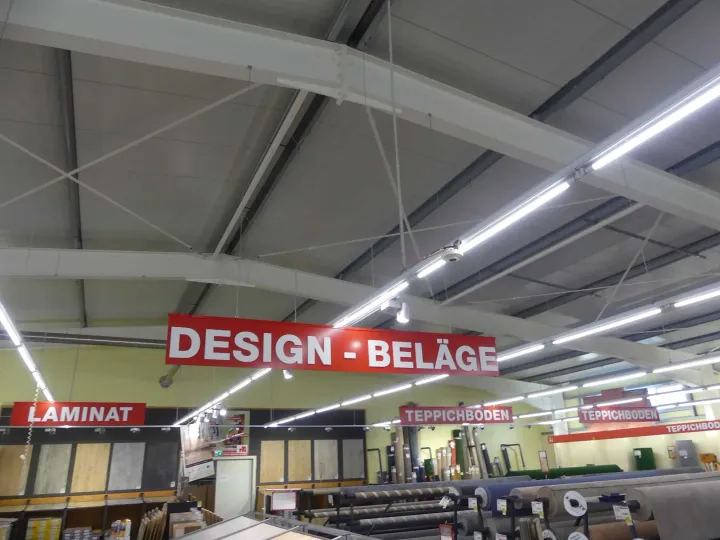 DESIGN - BELÄGE
LAMINAT
TEPPICHBODEN
TEPPICHBODEN
TEPPICHBODEN